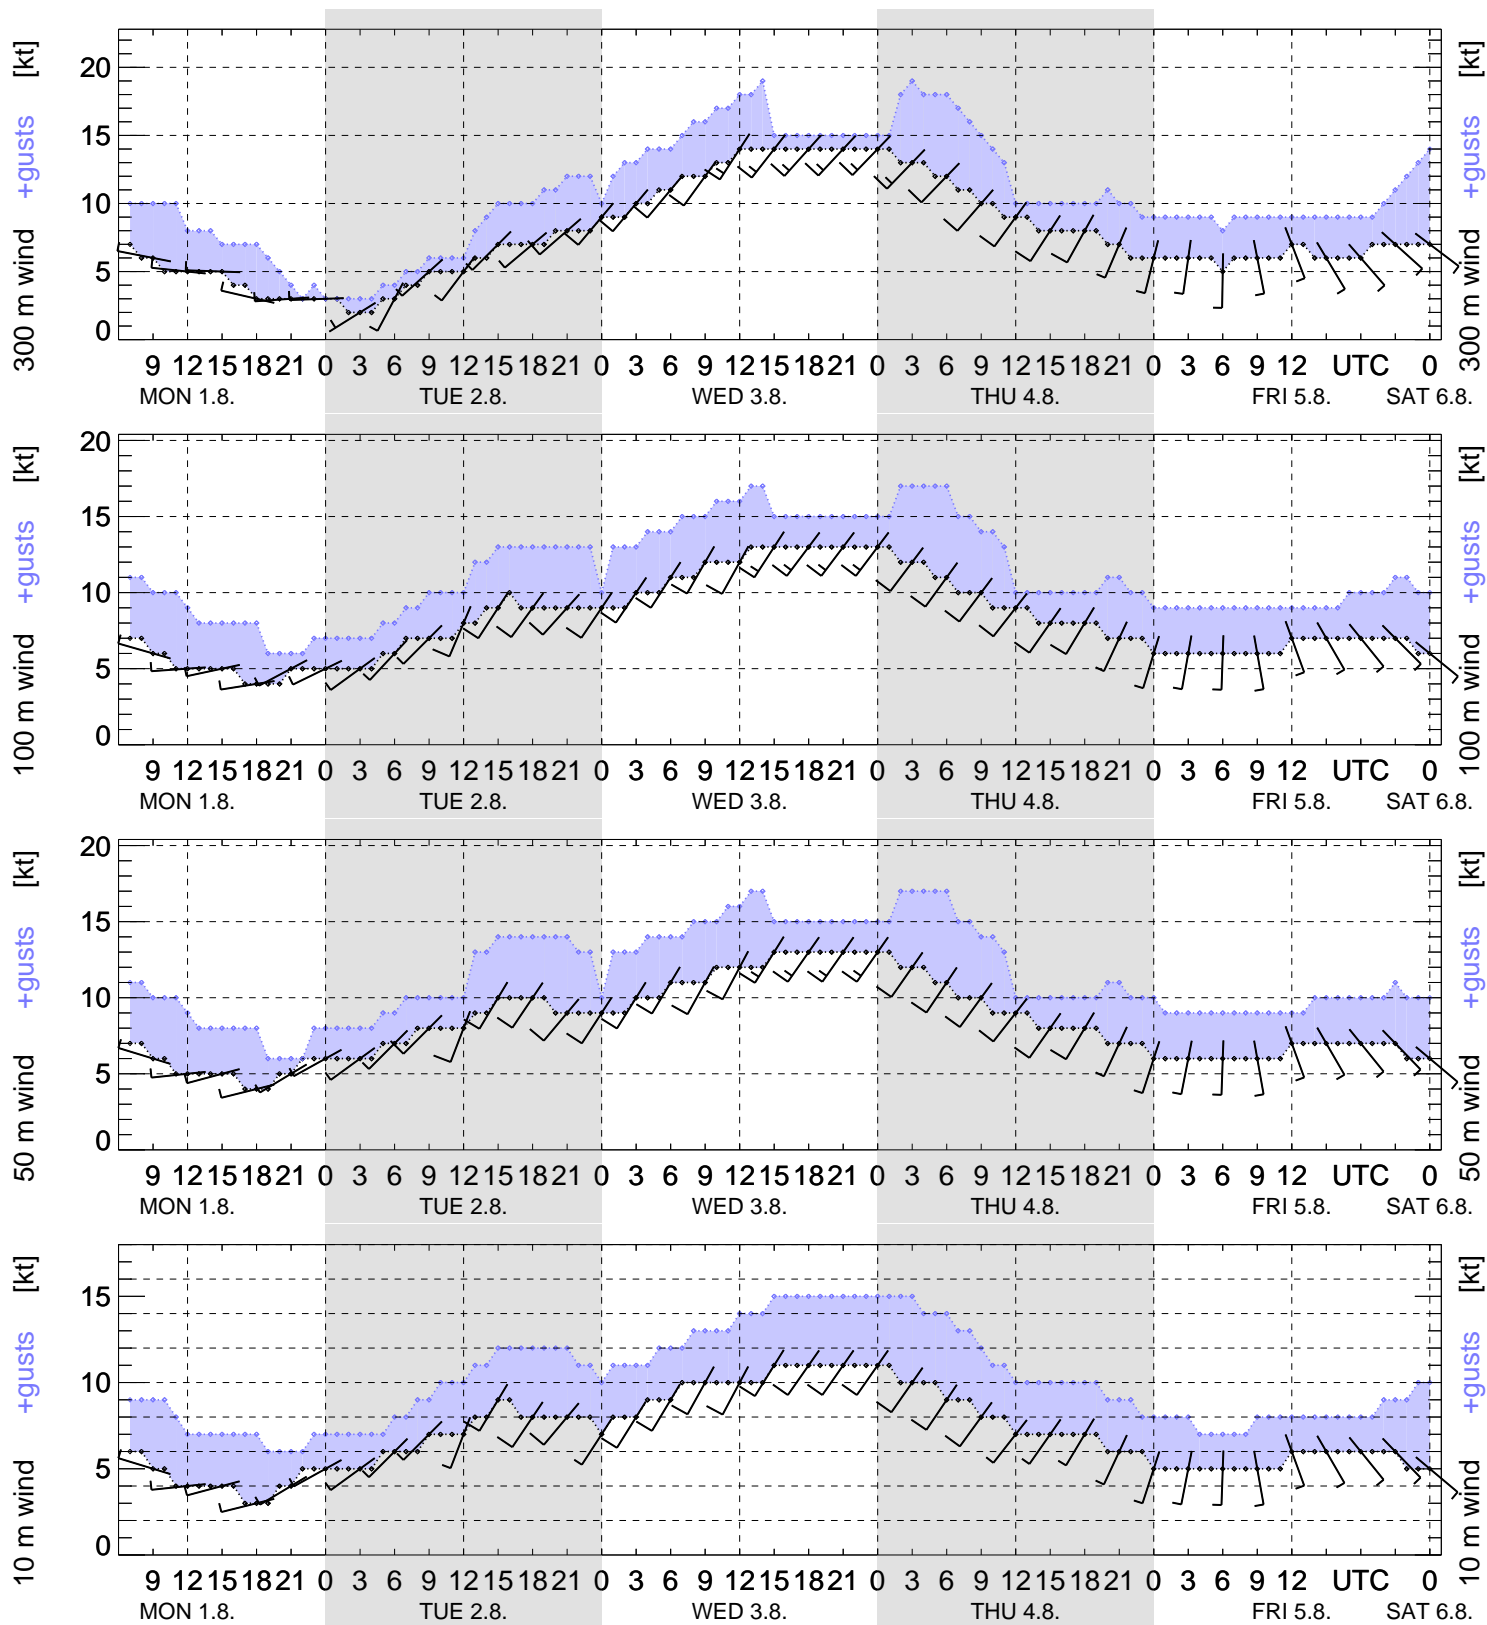 300 m wind +gusts [kt]
20
15
10
5
0
300 m wind +gusts [kt]
9 12 15 18 21 0 3 6 9 12 15 18 21 0 3 6 9 12 15 18 21 0 3 6 9 12 15 18 21 0 3 6 9 12 UTC 0
MON 1.8. TUE 2.8. WED 3.8. THU 4.8. FRI 5.8. SAT 6.8.
100 m wind +gusts [kt]
20
15
10
5
0
100 m wind +gusts [kt]
9 12 15 18 21 0 3 6 9 12 15 18 21 0 3 6 9 12 15 18 21 0 3 6 9 12 15 18 21 0 3 6 9 12 UTC 0
MON 1.8. TUE 2.8. WED 3.8. THU 4.8. FRI 5.8. SAT 6.8.
50 m wind +gusts [kt]
20
15
10
5
0
50 m wind +gusts [kt]
9 12 15 18 21 0 3 6 9 12 15 18 21 0 3 6 9 12 15 18 21 0 3 6 9 12 15 18 21 0 3 6 9 12 UTC 0
MON 1.8. TUE 2.8. WED 3.8. THU 4.8. FRI 5.8. SAT 6.8.
10 m wind +gusts [kt]
15
10
5
0
10 m wind +gusts [kt]
9 12 15 18 21 0 3 6 9 12 15 18 21 0 3 6 9 12 15 18 21 0 3 6 9 12 15 18 21 0 3 6 9 12 UTC 0
MON 1.8. TUE 2.8. WED 3.8. THU 4.8. FRI 5.8. SAT 6.8.